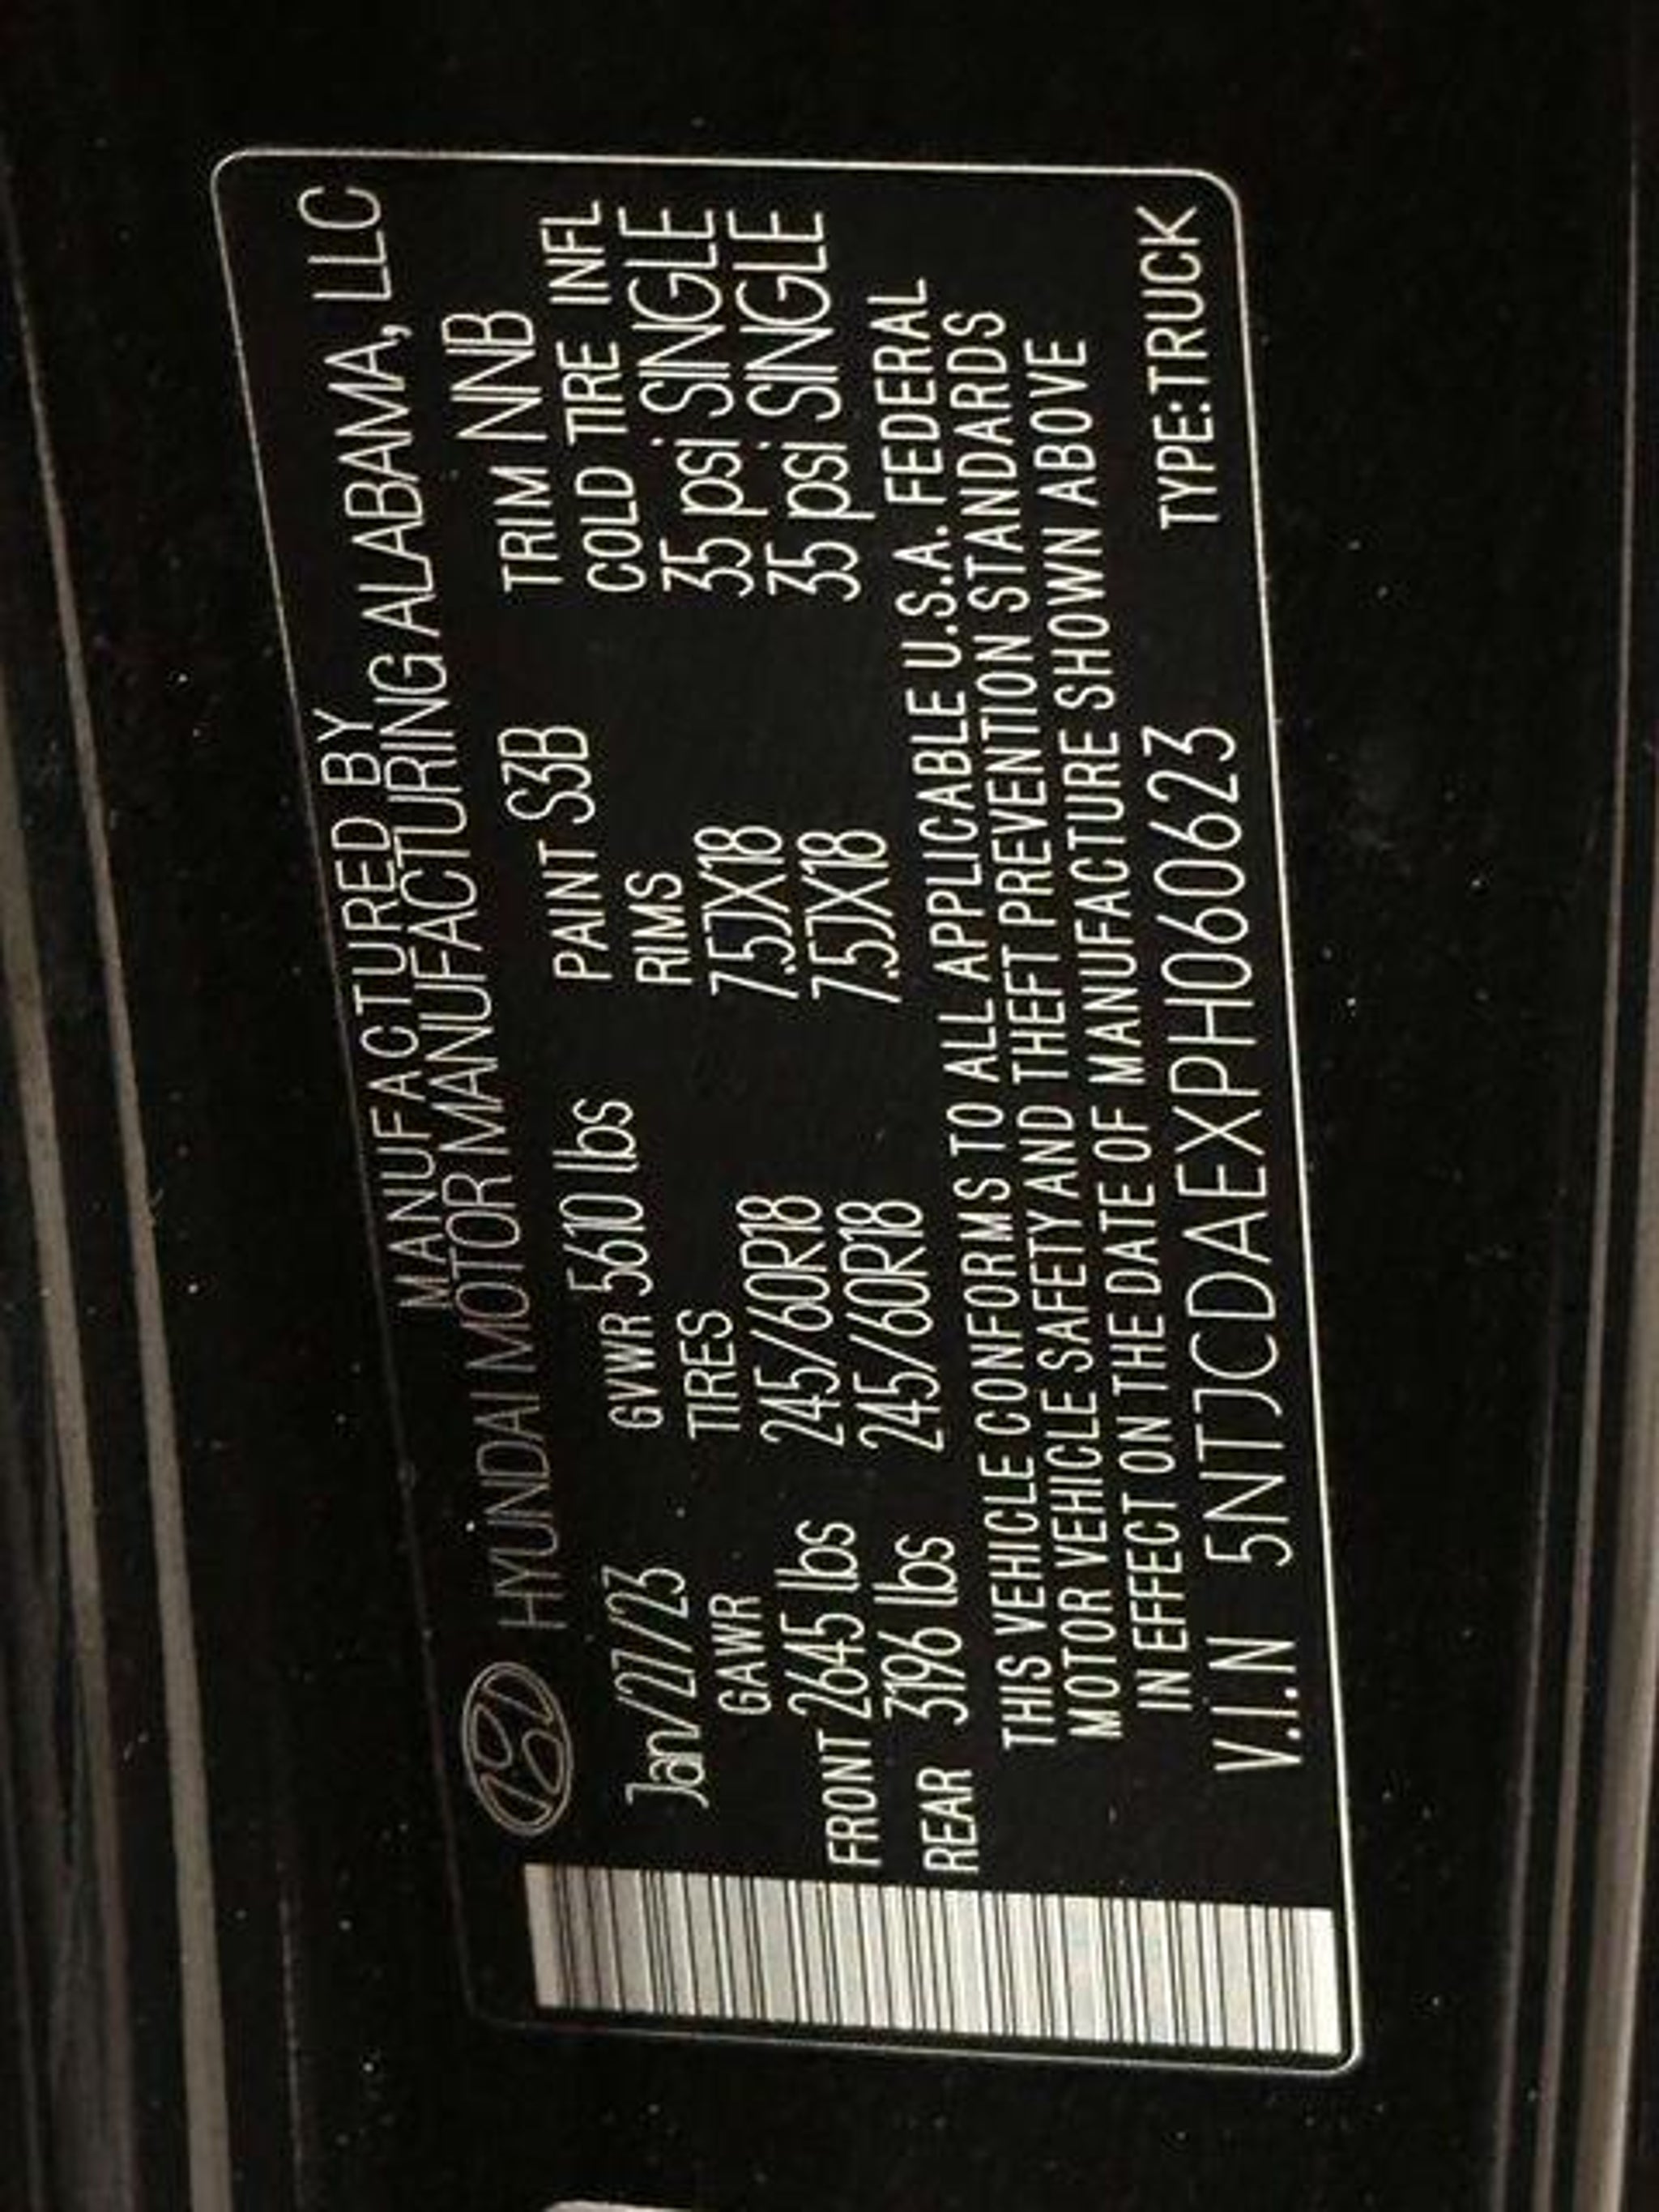 MANUFACTURED BY
HYUNDAI MOTOR MANUFACTURING ALABAMA, LLC
Jan/27/23 GVWR 5610 lbs PAINT S3B TRIM NNB
GAWR TIRES RIMS COLD TIRE INFL
FRONT 2645 lbs 245/60R18 7.5JX18 35 psi SINGLE
REAR 3196 lbs 245/60R18 7.5JX18 35 psi SINGLE
THIS VEHICLE CONFORMS TO ALL APPLICABLE U.S.A. FEDERAL
MOTOR VEHICLE SAFETY AND THEFT PREVENTION STANDARDS
IN EFFECT ON THE DATE OF MANUFACTURE SHOWN ABOVE
V.I.N 5NTJCDAEXPH060623 TYPE:TRUCK